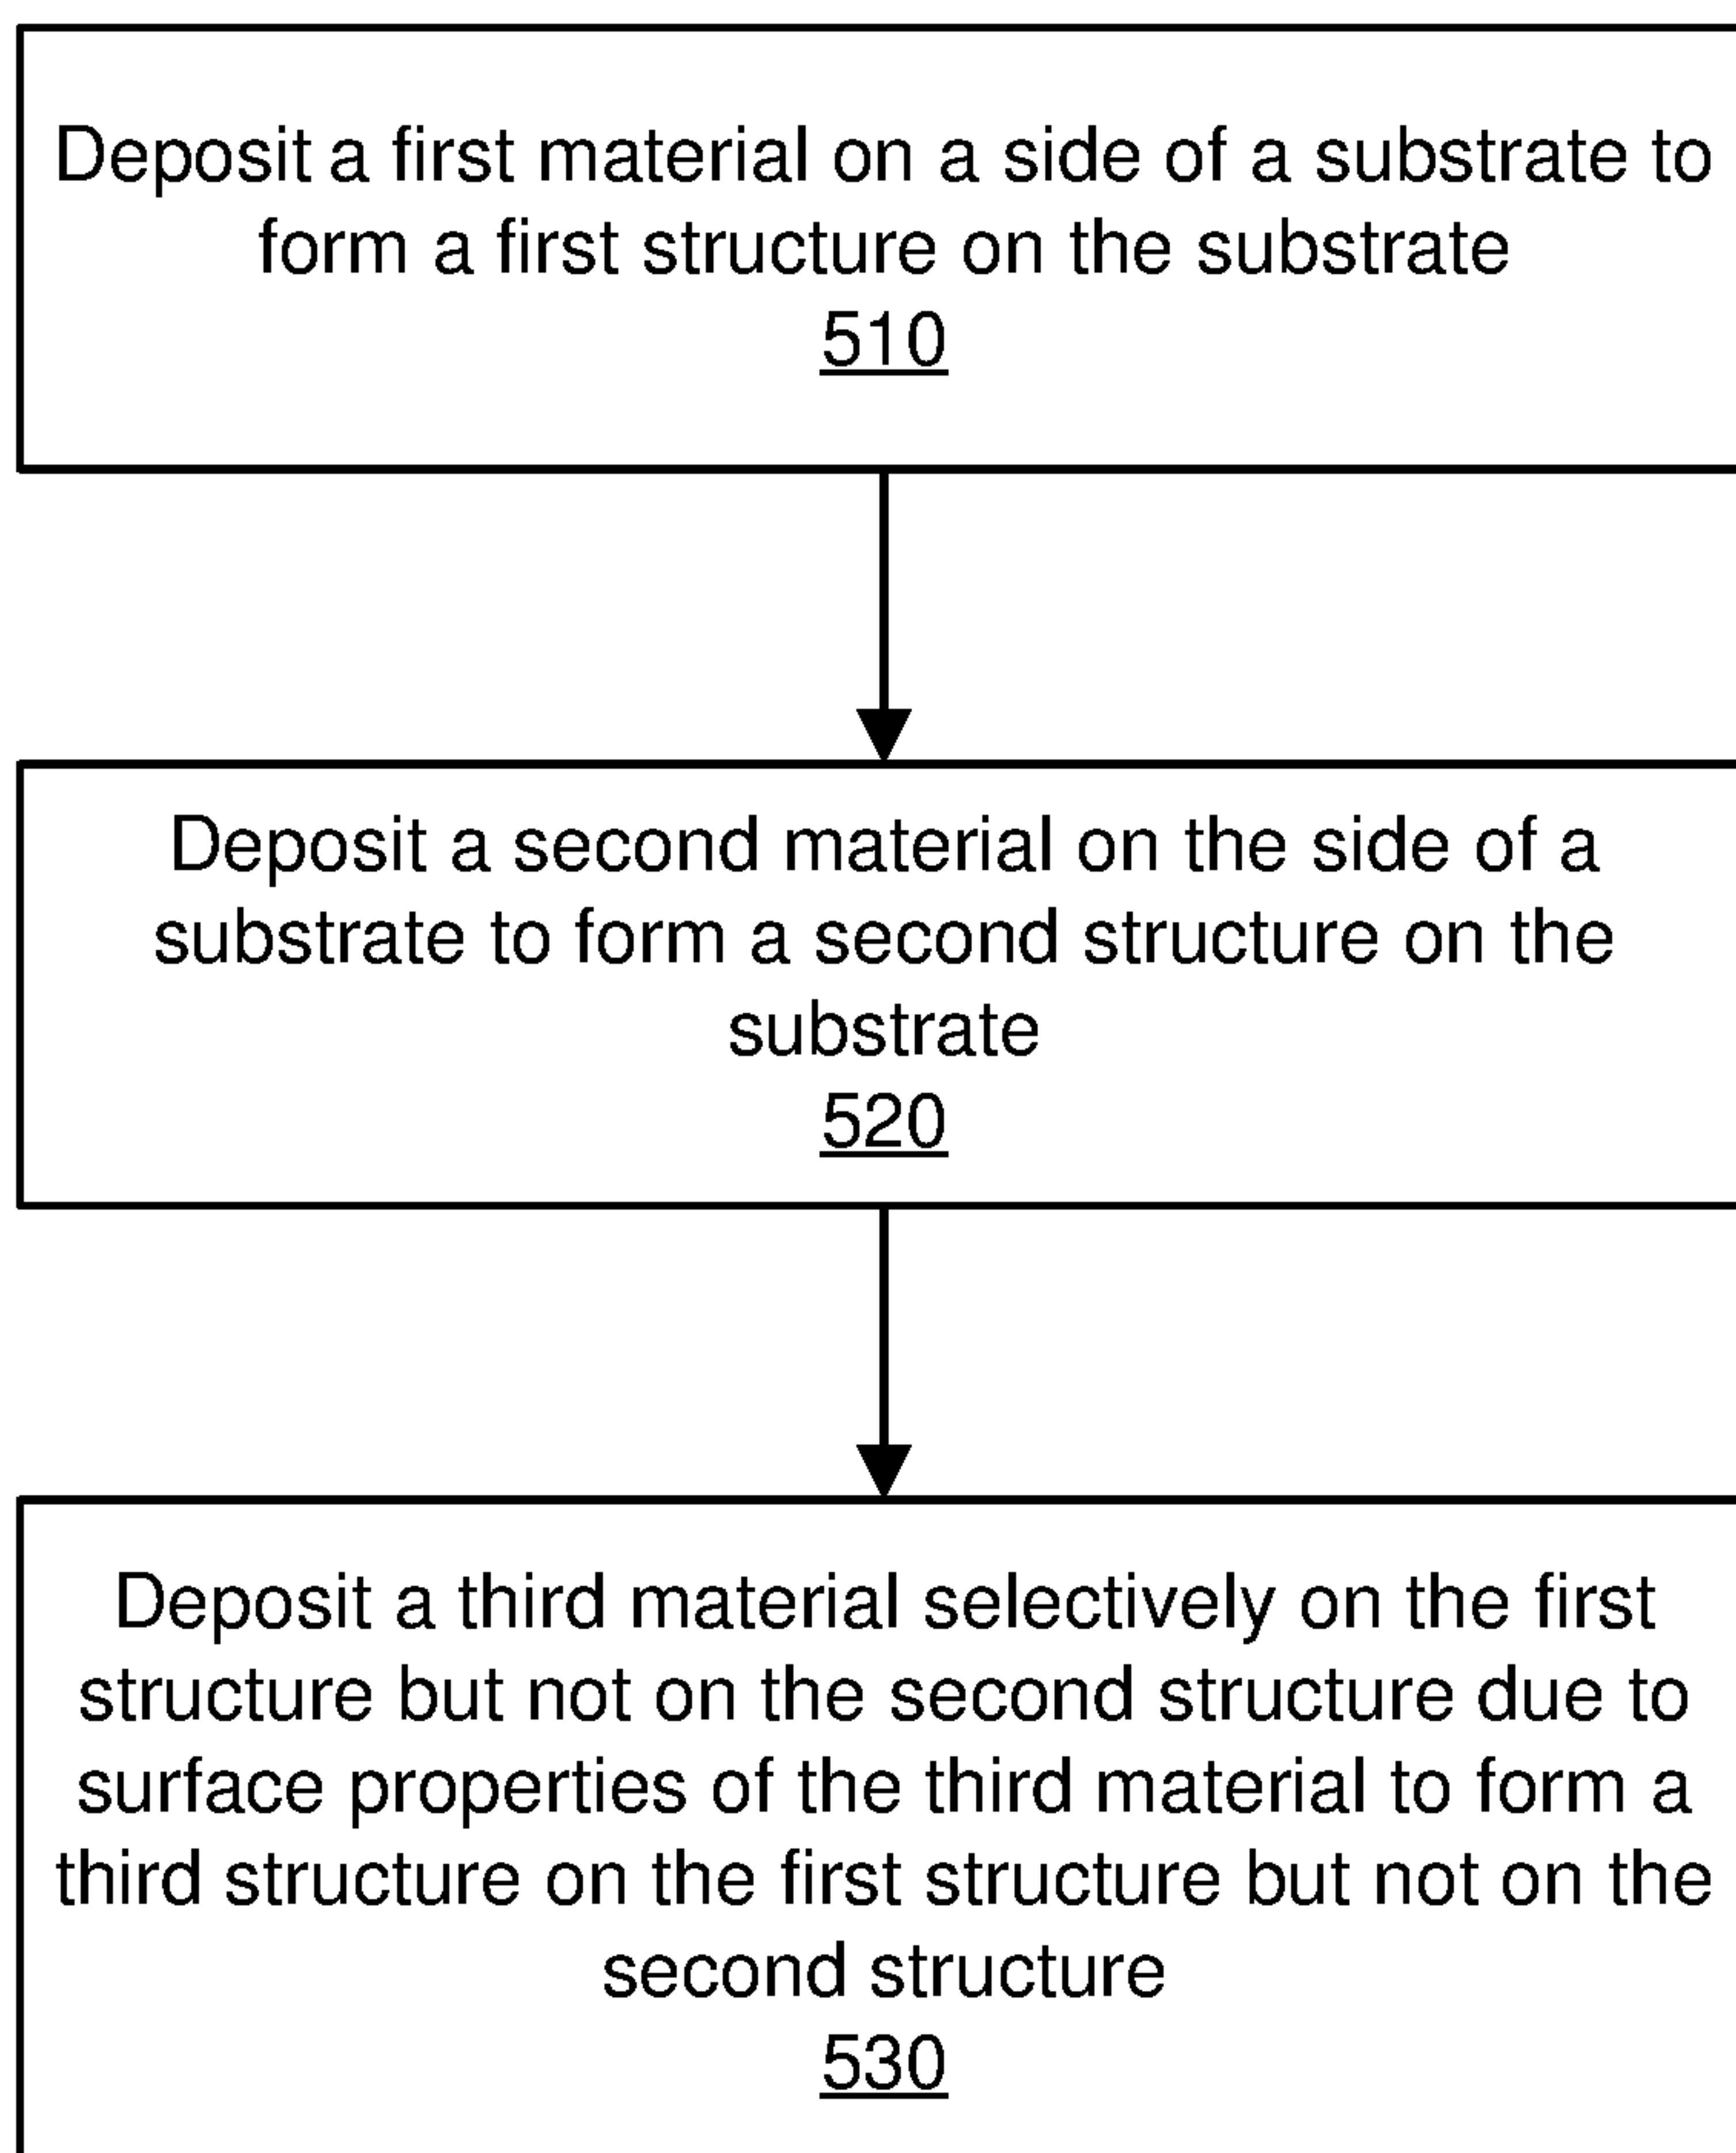 Deposit a first material on a side of a substrate to
form a first structure on the substrate
510
Deposit a second material on the side of a
substrate to form a second structure on the
substrate
520
Deposit a third material selectively on the first
structure but not on the second structure due to
surface properties of the third material to form a
third structure on the first structure but not on the
second structure
530